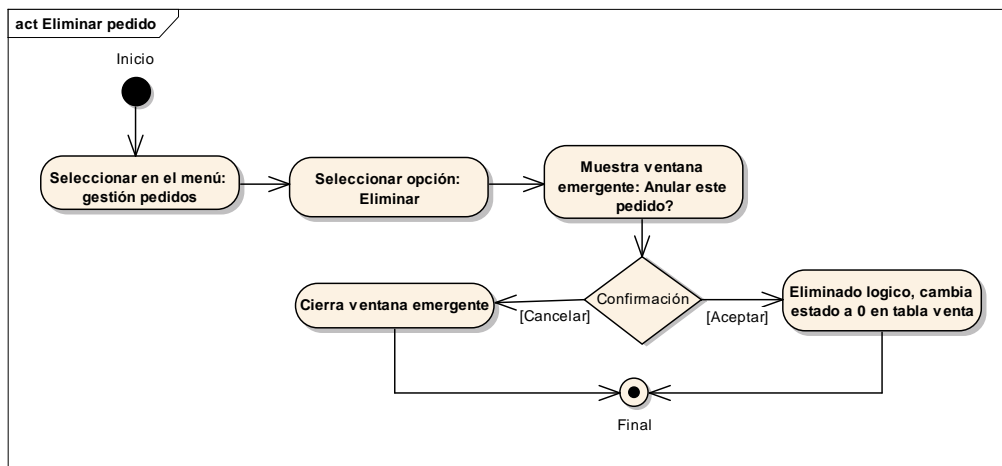 act Eliminar pedido
Inicio
Seleccionar en el menú:
gestión pedidos
Seleccionar opción:
Eliminar
Muestra ventana
emergente: Anular este
pedido?
Confirmación
[Cancelar]
[Aceptar]
Cierra ventana emergente
Eliminado logico, cambia
estado a 0 en tabla venta
Final